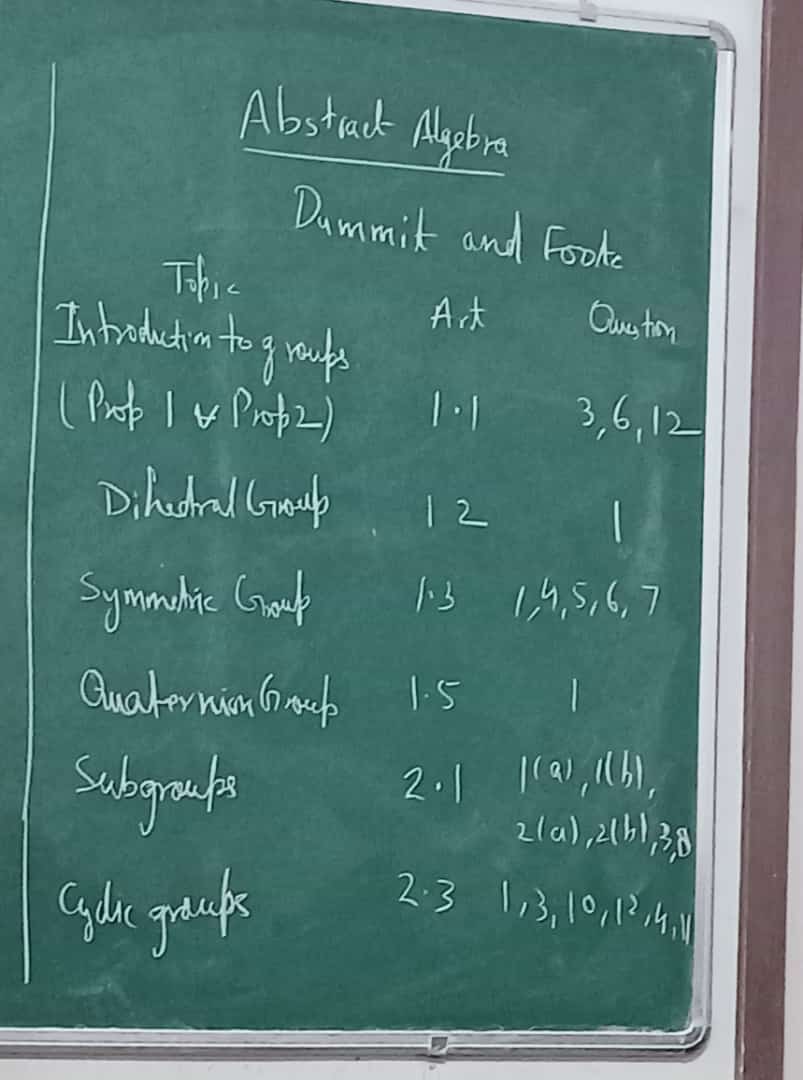 Abstract Algebra
Dummit and Foote
Topic Art Question
Introduction to groups
(Prop 1 & Prop 2) 1.1 3,6,12
Dihedral Group 1 2 1
Symmetric Group 1.3 1,4,5,6,7
Quaternion Group 1.5 1
Subgroups 2.1 1(a), 1(b),
2(a), 2(b), 3,8
Cyclic groups 2.3 1,3,10,12,4,11